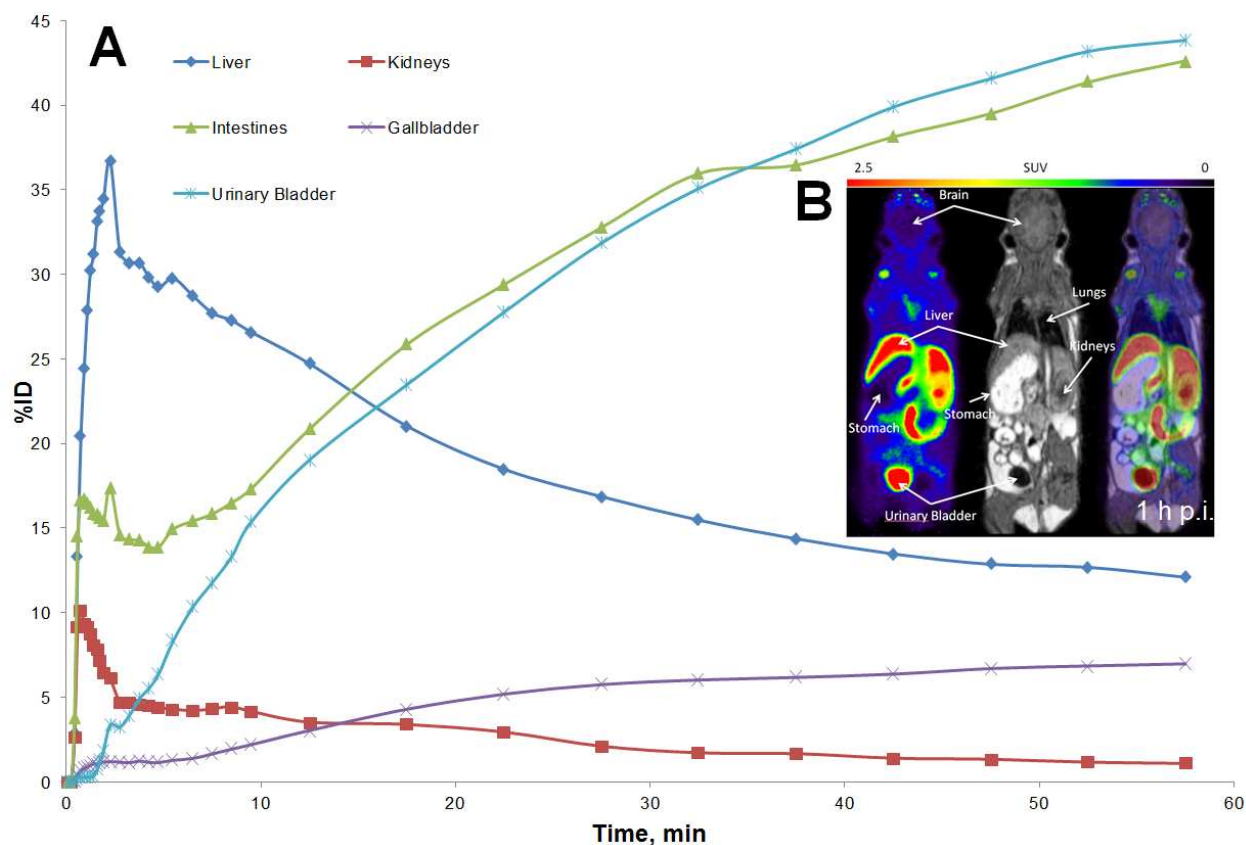 A
Liver
Kidneys
Intestines
Gallbladder
Urinary Bladder
45
40
35
30
25
20
15
10
5
0
%ID
0
10
20
30
40
50
60
Time, min
B
2.5
SUV
0
Brain
Lungs
Liver
Kidneys
Stomach
Stomach
Urinary Bladder
1 h p.i.